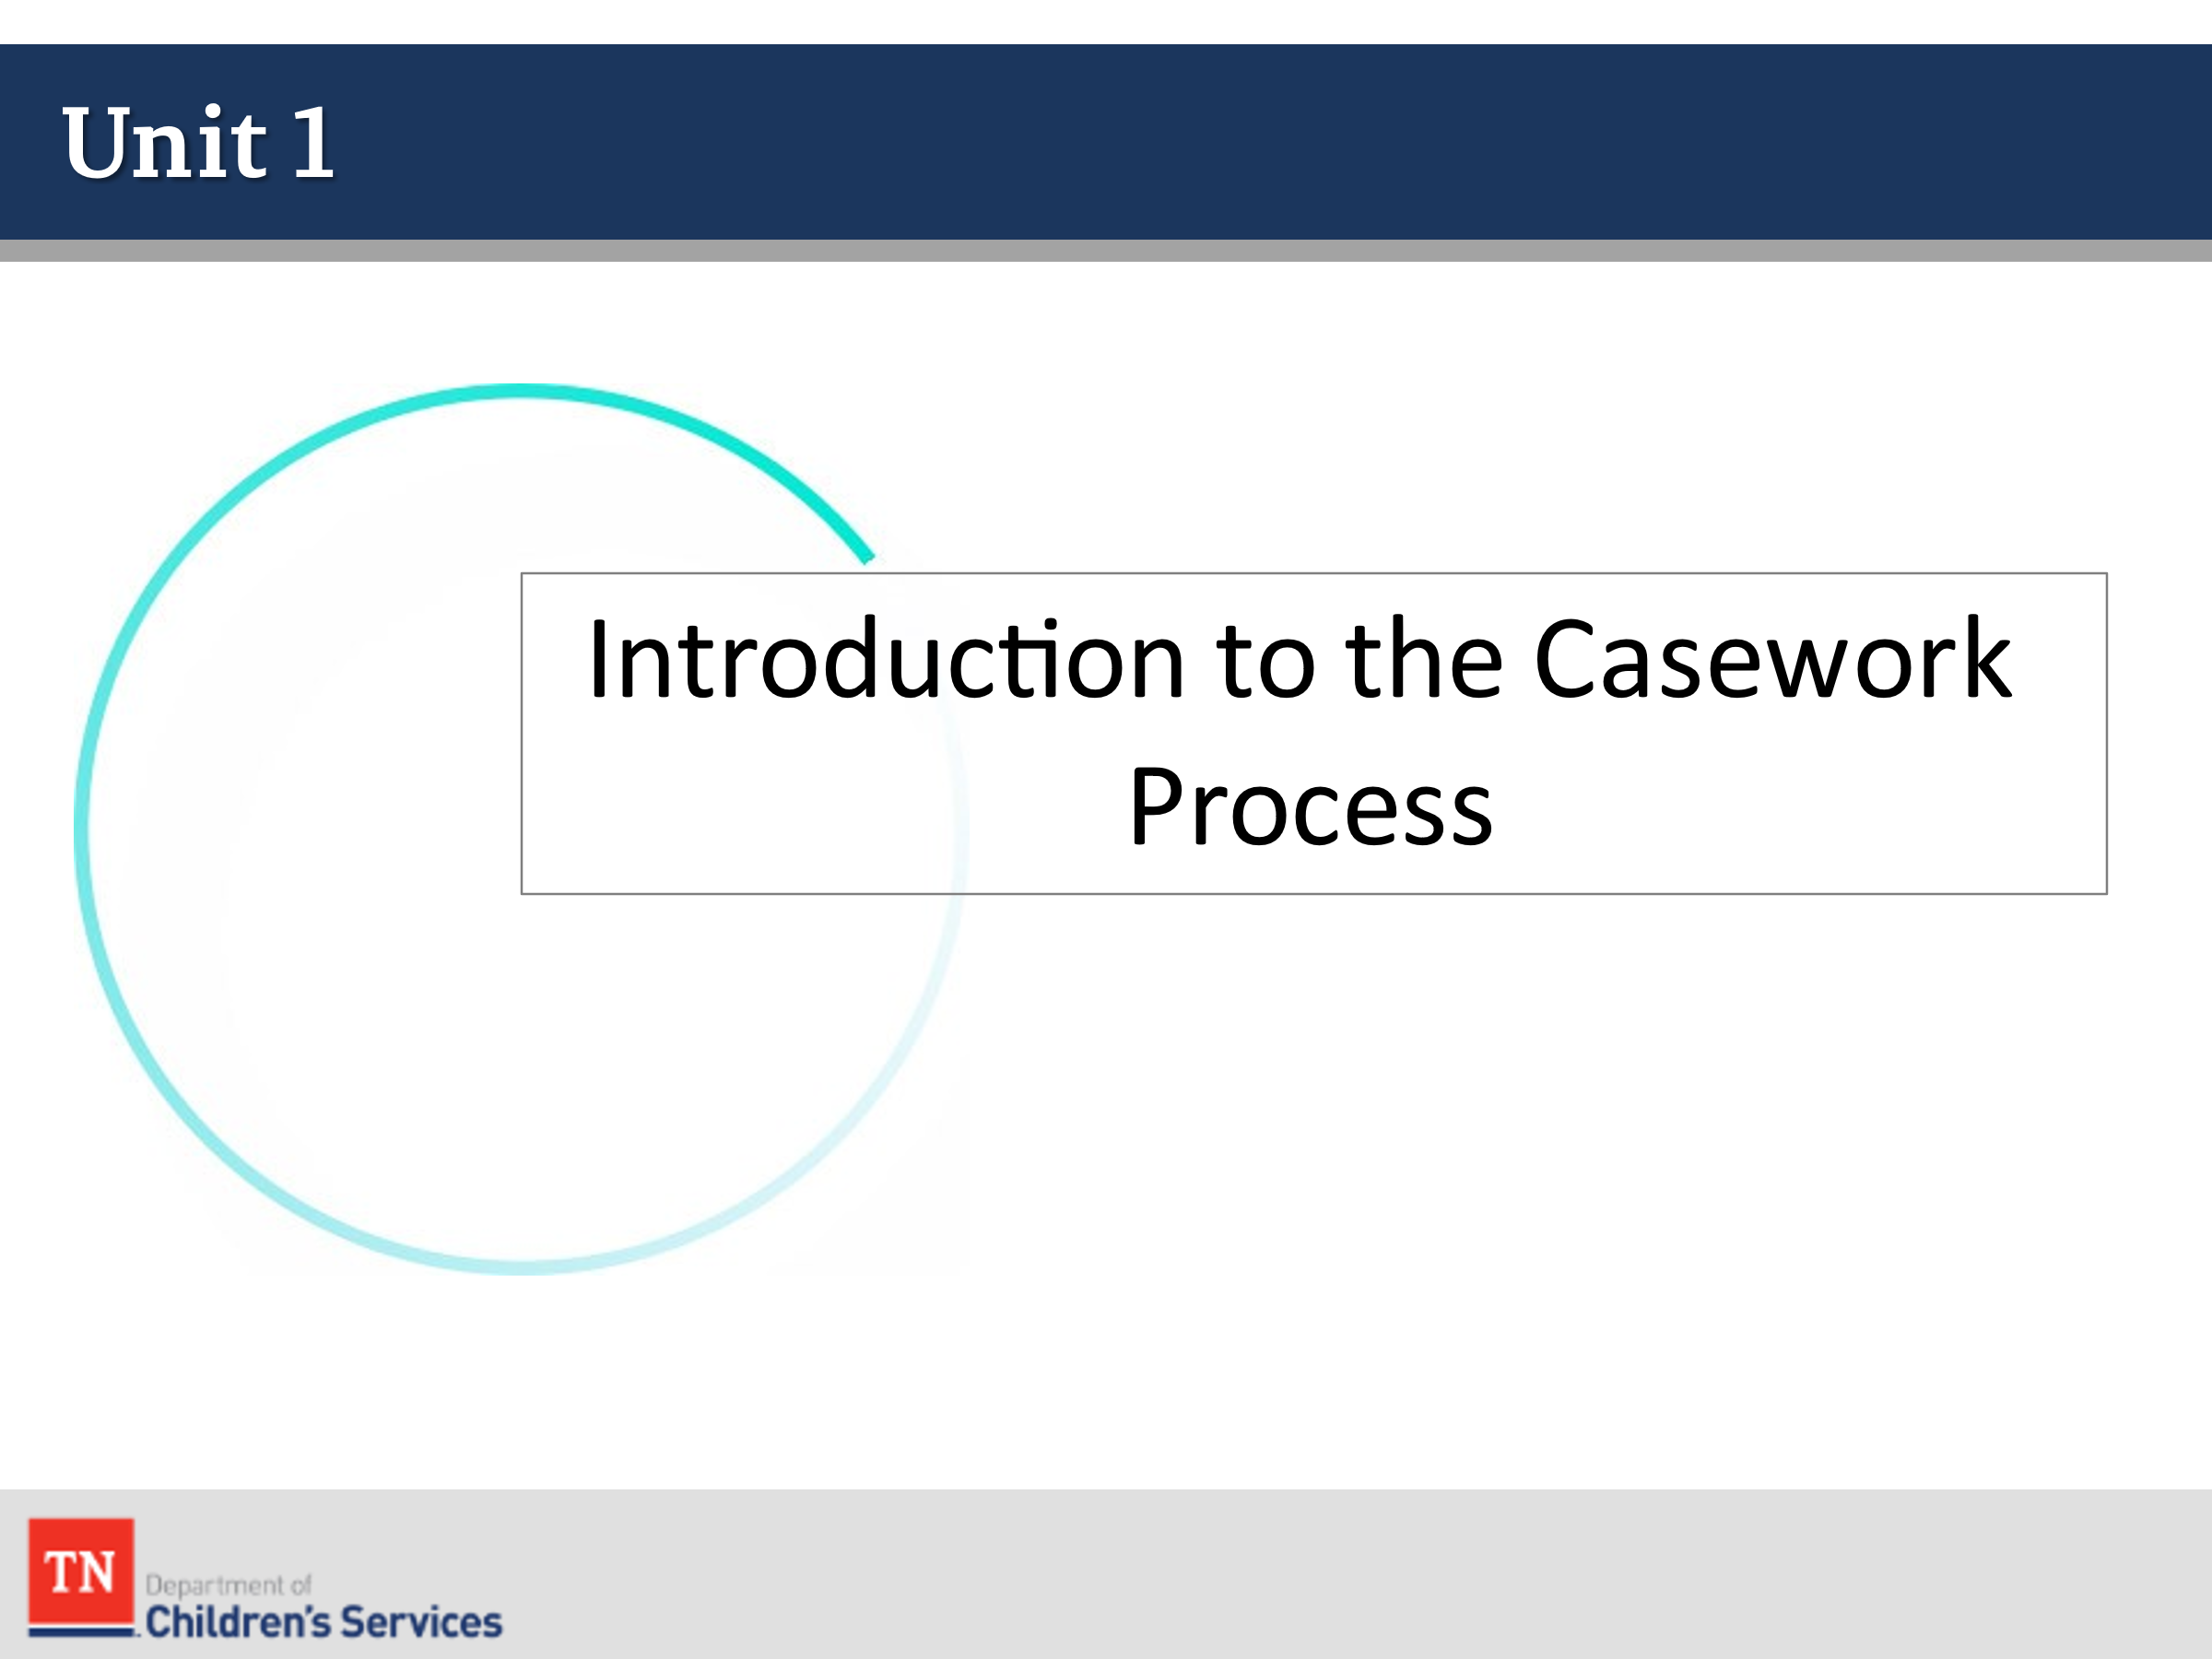 Unit 1
Introduction to the Casework
Process
TN
Department of
Children's Services